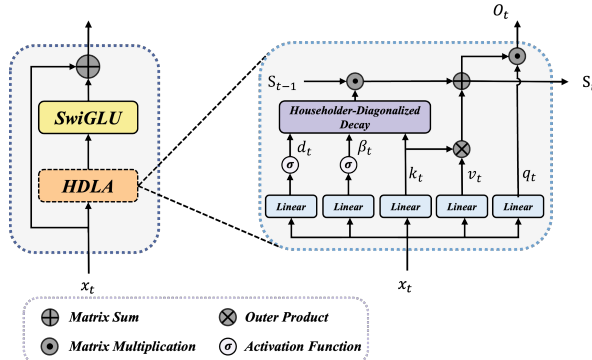 O_t
S_{t-1}
S_t
SwiGLU
Householder-Diagonalized
Decay
d_t
β_t
σ
σ
k_t
v_t
q_t
HDLA
Linear
Linear
Linear
Linear
Linear
x_t
x_t
Matrix Sum
Outer Product
Matrix Multiplication
σ Activation Function